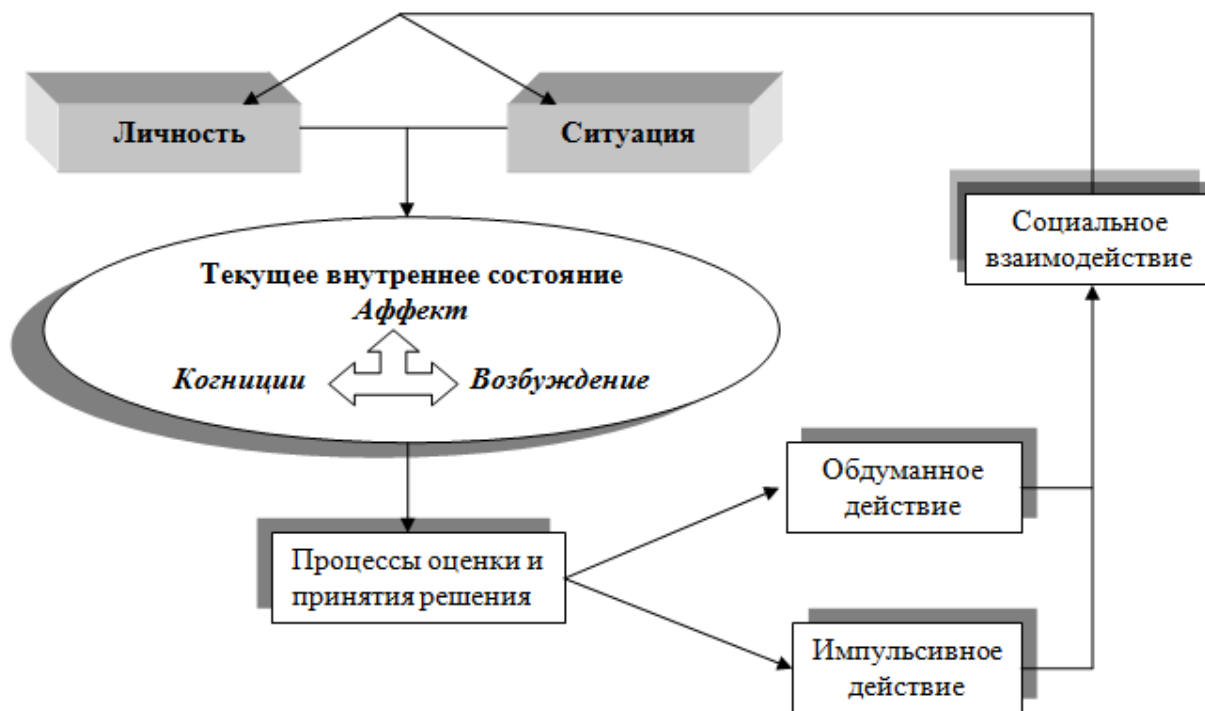 Личность
Ситуация
Социальное
взаимодействие
Текущее внутреннее состояние
Аффект
Когниции
Возбуждение
Обдуманное
действие
Процессы оценки и
принятия решения
Импульсивное
действие